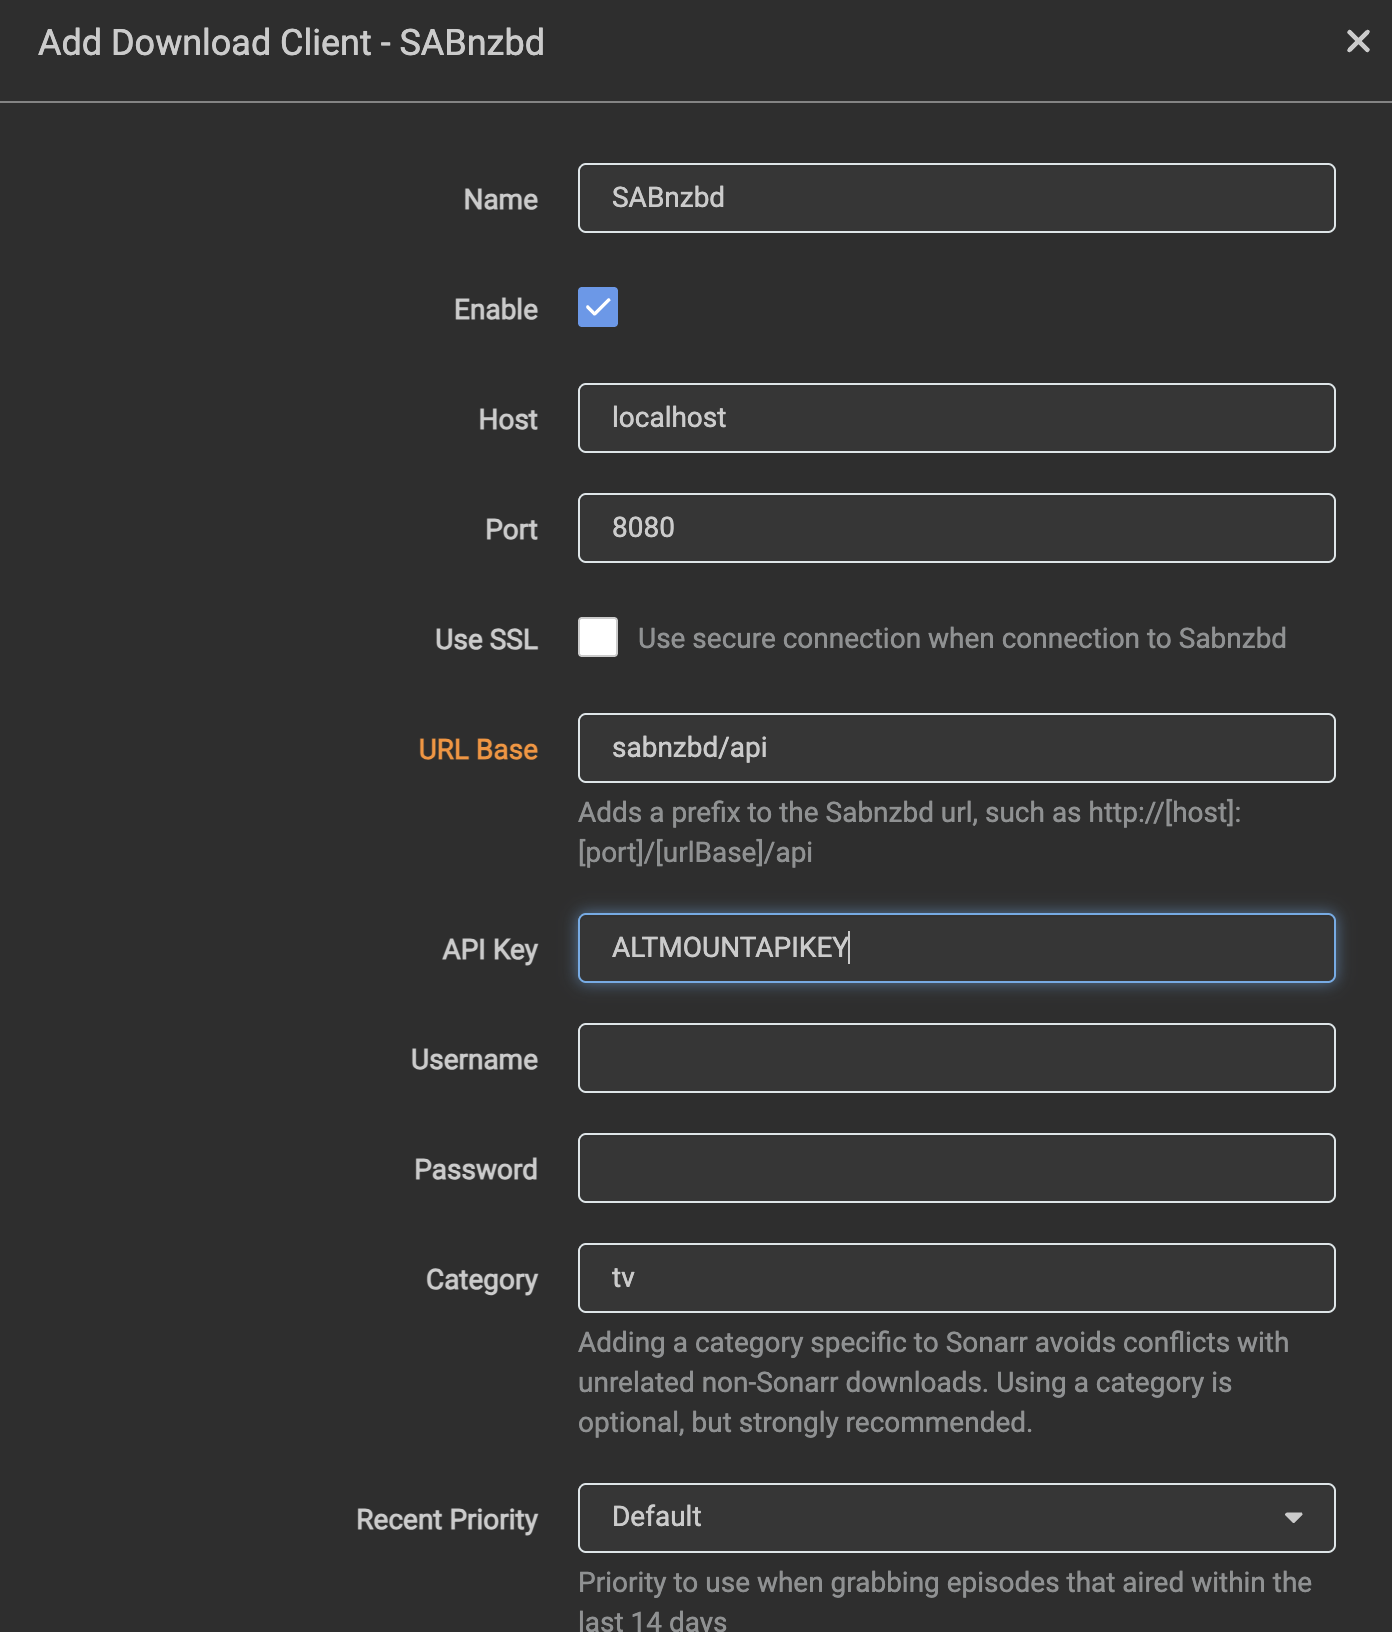 Add Download Client - SABnzbd
Name
SABnzbd
Enable
Host
localhost
Port
8080
Use SSL
Use secure connection when connection to Sabnzbd
URL Base
sabnzbd/api
Adds a prefix to the Sabnzbd url, such as http://[host]:
[port]/[urlBase]/api
API Key
ALTMOUNTAPIKEY
Username
Password
Category
tv
Adding a category specific to Sonarr avoids conflicts with
unrelated non-Sonarr downloads. Using a category is
optional, but strongly recommended.
Recent Priority
Default
Priority to use when grabbing episodes that aired within the
last 14 days